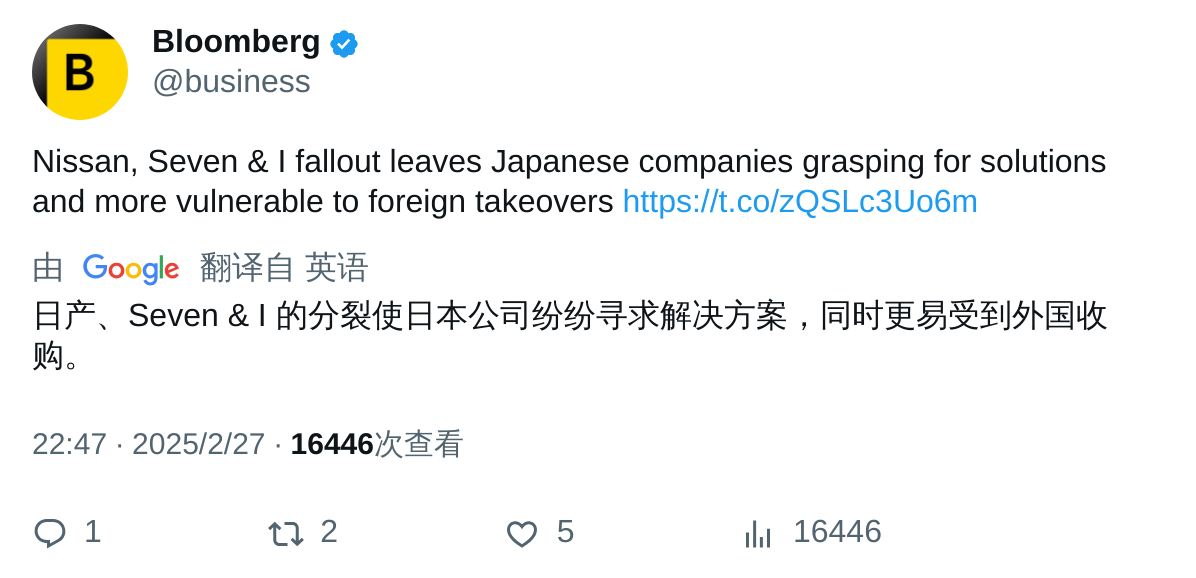 B
Bloomberg
@business
Nissan, Seven & I fallout leaves Japanese companies grasping for solutions
and more vulnerable to foreign takeovers https://t.co/zQSLc3Uo6m
由 Google 翻译自 英语
日产、Seven & I 的分裂使日本公司纷纷寻求解决方案，同时更易受到外国收
购。
22:47 · 2025/2/27 · 16446次查看
1 2 5 16446